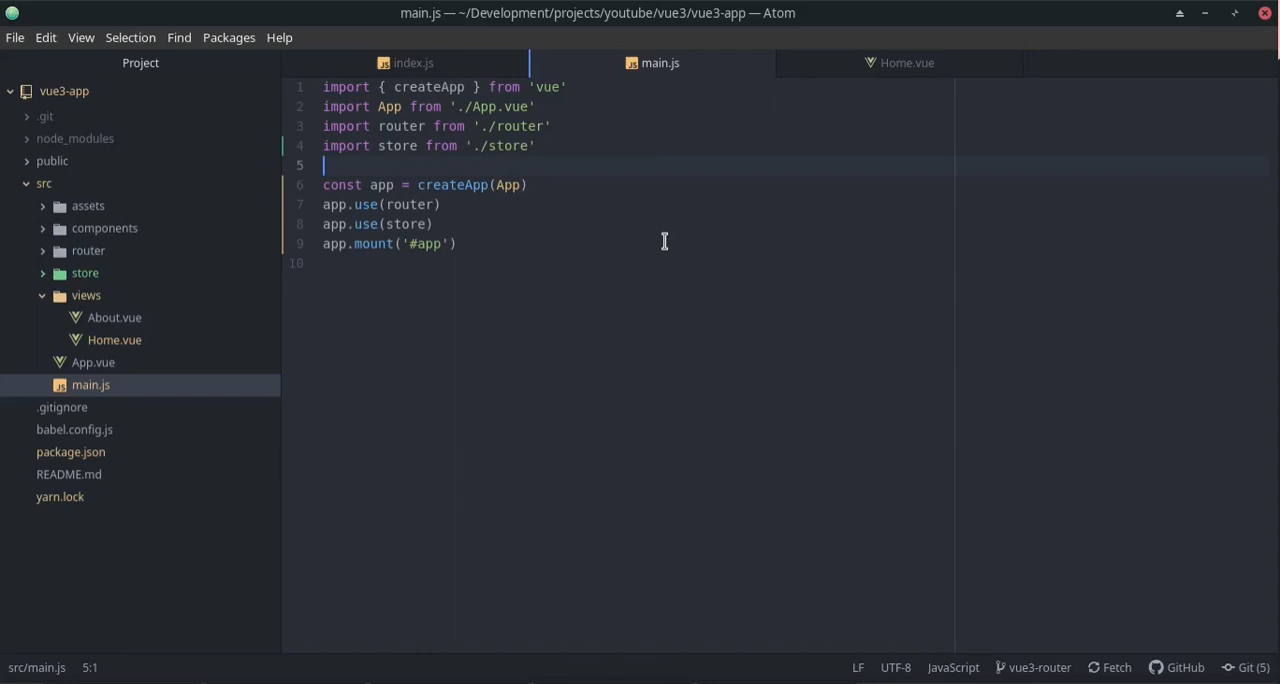 main.js — ~/Development/projects/youtube/vue3/vue3-app — Atom
File Edit View Selection Find Packages Help
Project
index.js main.js Home.vue
vue3-app
.git
node_modules
public
src
assets
components
router
store
views
About.vue
Home.vue
App.vue
main.js
.gitignore
babel.config.js
package.json
README.md
yarn.lock
1 import { createApp } from 'vue'
2 import App from './App.vue'
3 import router from './router'
4 import store from './store'
5
6 const app = createApp(App)
7 app.use(router)
8 app.use(store)
9 app.mount('#app')
10
src/main.js 5:1 LF UTF-8 JavaScript vue3-router Fetch GitHub Git (5)